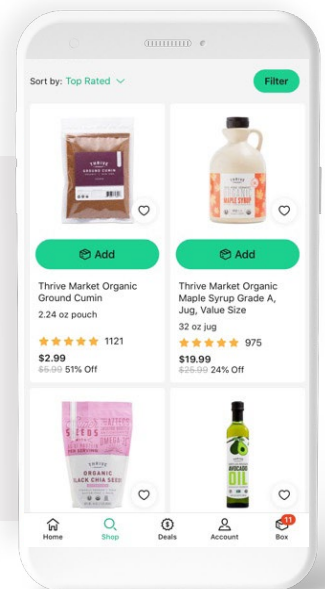 Sort by: Top Rated
Filter
THRIVE
GROUND CUMIN
THRIVE
ORGANIC
MAPLE SYRUP
Add
Add
Thrive Market Organic
Ground Cumin
2.24 oz pouch
1121
$2.99
$5.99 51% Off
Thrive Market Organic
Maple Syrup Grade A,
Jug, Value Size
32 oz jug
975
$19.99
$25.99 24% Off
SEEDS
OMEGA
THRIVE
ORGANIC
BLACK CHIA SEED
AVOCADO
OIL
Home
Shop
Deals
Account
Box
11